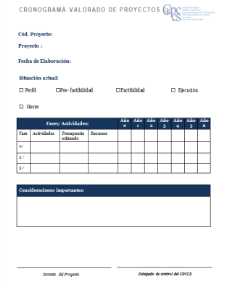 CRONOGRAMA VALORADO DE PROYECTOS
Cód. Proyecto:
Proyecto :
Fecha de Elaboración:
Situación actual:
Perfil Pre- factibilidad Factibilidad Ejecución
Cierre
Fases/ Actividades: Año 0 Año 1 Año 2 Año 3 Año 4 Año 5 Año 6
Fase Actividades Presupuesto estimado Recursos
1.-
2.-
3.-
Consideraciones importantes:
Gerente del Proyecto Delegado de control del